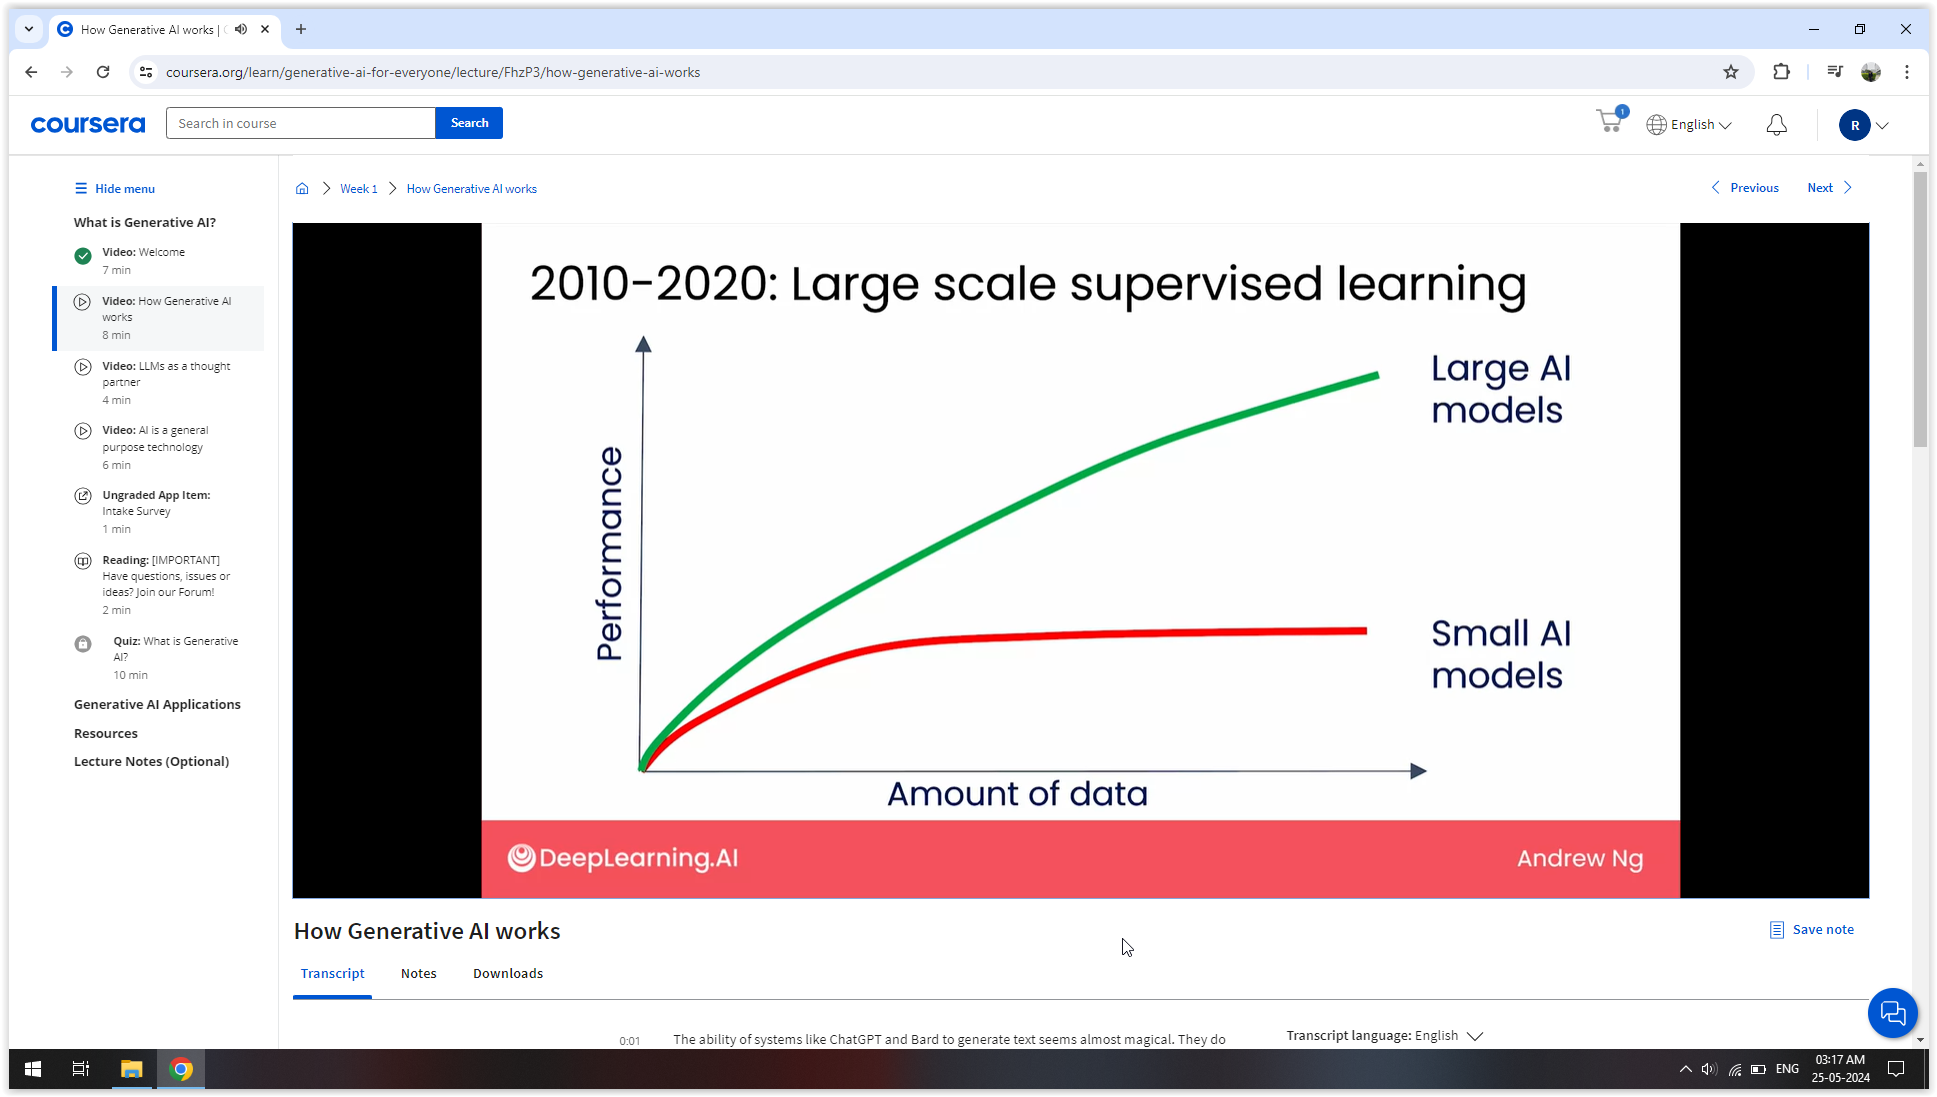 How Generative AI works |
coursera.org/learn/generative-ai-for-everyone/lecture/FhzP3/how-generative-ai-works
coursera
Search in course
Search
1
English
R
Hide menu
What is Generative AI?
Video: Welcome
7 min
Video: How Generative AI
works
8 min
Video: LLMs as a thought
partner
4 min
Video: AI is a general
purpose technology
6 min
Ungraded App Item:
Intake Survey
1 min
Reading: [IMPORTANT]
Have questions, issues or
ideas? Join our Forum!
2 min
Quiz: What is Generative
AI?
10 min
Generative AI Applications
Resources
Lecture Notes (Optional)
Week 1
How Generative AI works
Previous
Next
2010-2020: Large scale supervised learning
Performance
Large AI
models
Small AI
models
Amount of data
DeepLearning.AI
Andrew Ng
How Generative AI works
Save note
Transcript
Notes
Downloads
0:01
The ability of systems like ChatGPT and Bard to generate text seems almost magical. They do
Transcript language: English
ENG
03:17 AM
25-05-2024